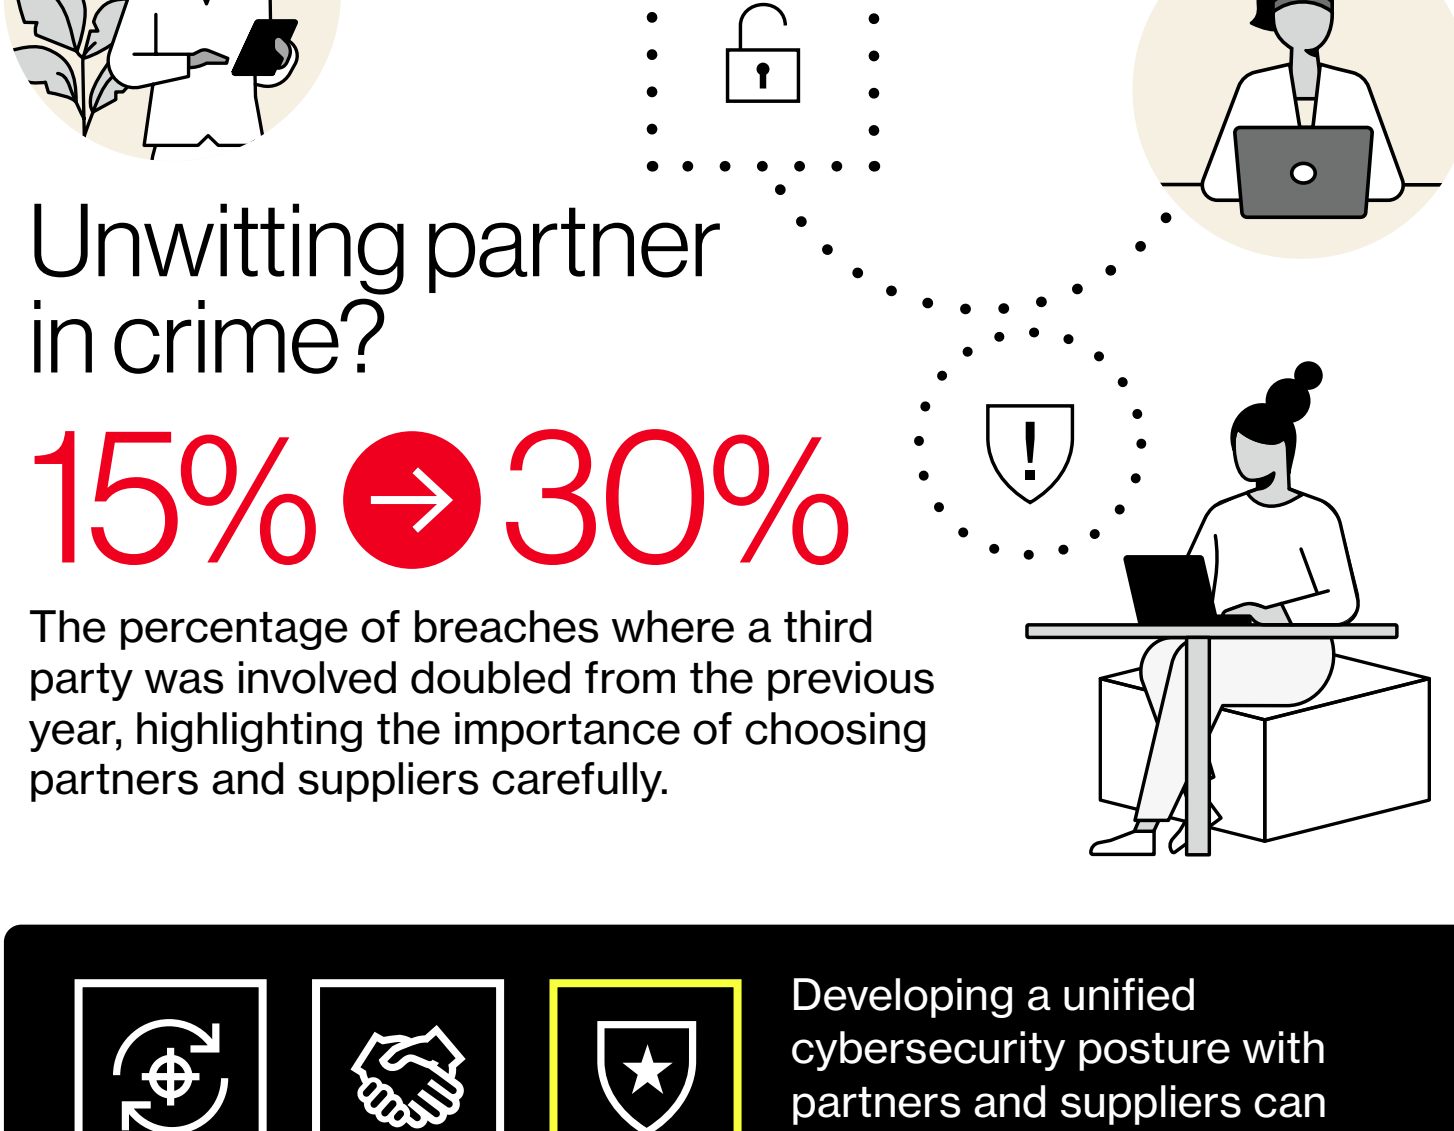 Unwitting partner
in crime?
15% 30%
The percentage of breaches where a third
party was involved doubled from the previous
year, highlighting the importance of choosing
partners and suppliers carefully.
Developing a unified
cybersecurity posture with
partners and suppliers can